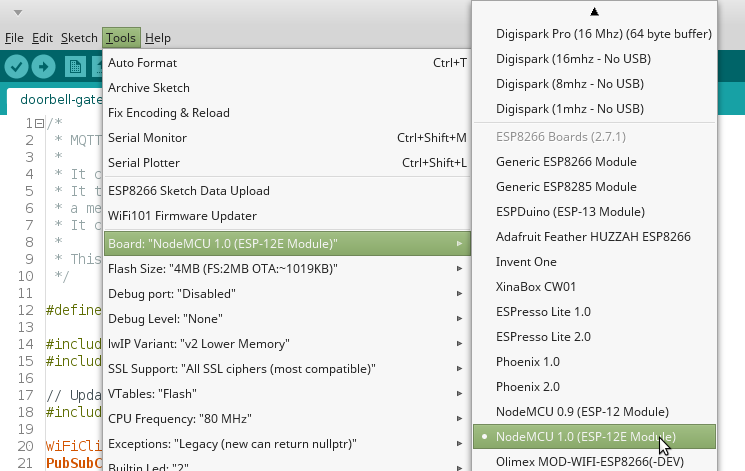 File Edit Sketch Tools Help
doorbell-gate
1 /*
2 * MQTT
3 *
4 * It c
5 * It t
6 * a me
7 * It c
8 *
9 * This
10 */
11
12 #define
13
14 #includ
15 #includ
16
17 // Upda
18 #includ
19
20 WiFiCli
21 PubSubC
Auto Format Ctrl+T
Archive Sketch
Fix Encoding & Reload
Serial Monitor Ctrl+Shift+M
Serial Plotter Ctrl+Shift+L
ESP8266 Sketch Data Upload
WiFi101 Firmware Updater
Board: "NodeMCU 1.0 (ESP-12E Module)"
Flash Size: "4MB (FS:2MB OTA:~1019KB)"
Debug port: "Disabled"
Debug Level: "None"
lwIP Variant: "v2 Lower Memory"
SSL Support: "All SSL ciphers (most compatible)"
VTables: "Flash"
CPU Frequency: "80 MHz"
Exceptions: "Legacy (new can return nullptr)"
Builtin Led: "2"
Digispark Pro (16 Mhz) (64 byte buffer)
Digispark (16mhz - No USB)
Digispark (8mhz - No USB)
Digispark (1mhz - No USB)
ESP8266 Boards (2.7.1)
Generic ESP8266 Module
Generic ESP8285 Module
ESPDuino (ESP-13 Module)
Adafruit Feather HUZZAH ESP8266
Invent One
XinaBox CW01
ESPresso Lite 1.0
ESPresso Lite 2.0
Phoenix 1.0
Phoenix 2.0
NodeMCU 0.9 (ESP-12 Module)
NodeMCU 1.0 (ESP-12E Module)
Olimex MOD-WIFI-ESP8266(-DEV)